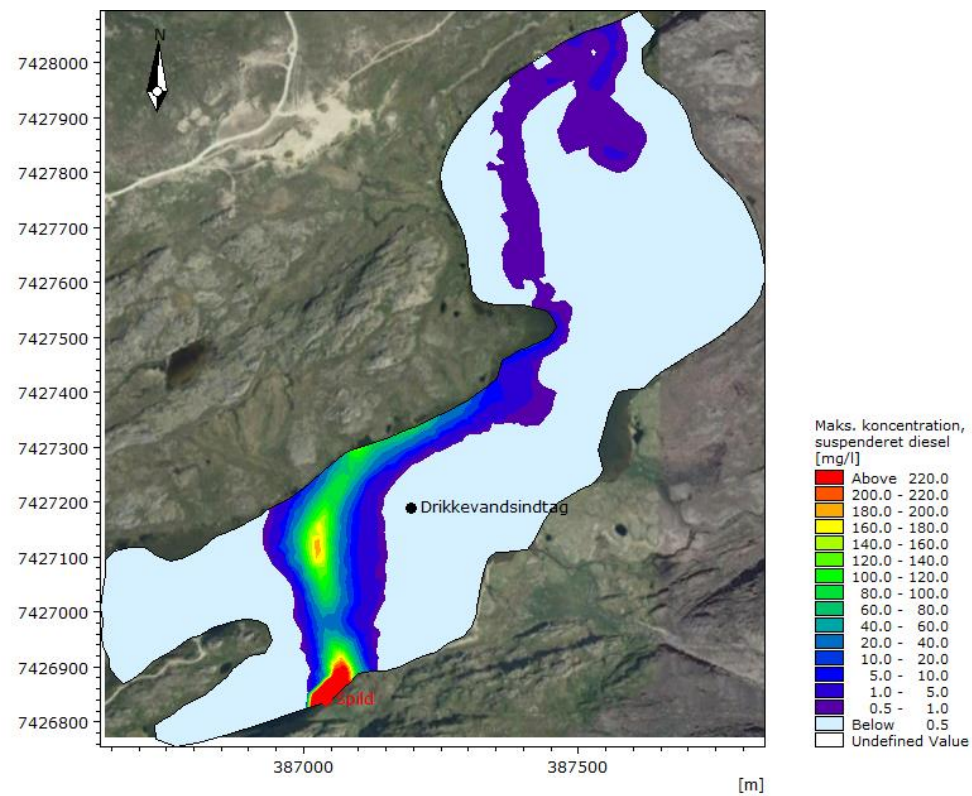 N
7428000
7427900
7427800
7427700
7427600
7427500
7427400
7427300
7427200
7427100
7427000
7426900
7426800
Drikkevandsindtag
spild
387000
387500
[m]
Maks. koncentration,
suspenderet diesel
[mg/l]
Above 220.0
200.0 - 220.0
180.0 - 200.0
160.0 - 180.0
140.0 - 160.0
120.0 - 140.0
100.0 - 120.0
80.0 - 100.0
60.0 - 80.0
40.0 - 60.0
20.0 - 40.0
10.0 - 20.0
5.0 - 10.0
1.0 - 5.0
0.5 - 1.0
Below 0.5
Undefined Value